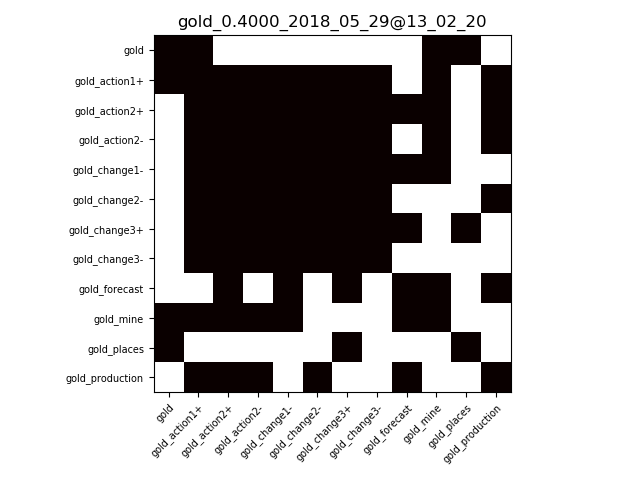 gold_0.4000_2018_05_29@13_02_20
gold
gold_action1+
gold_action2+
gold_action2-
gold_change1-
gold_change2-
gold_change3+
gold_change3-
gold_forecast
gold_mine
gold_places
gold_production
gold
gold_action1+
gold_action2+
gold_action2-
gold_change1-
gold_change2-
gold_change3+
gold_change3-
gold_forecast
gold_mine
gold_places
gold_production